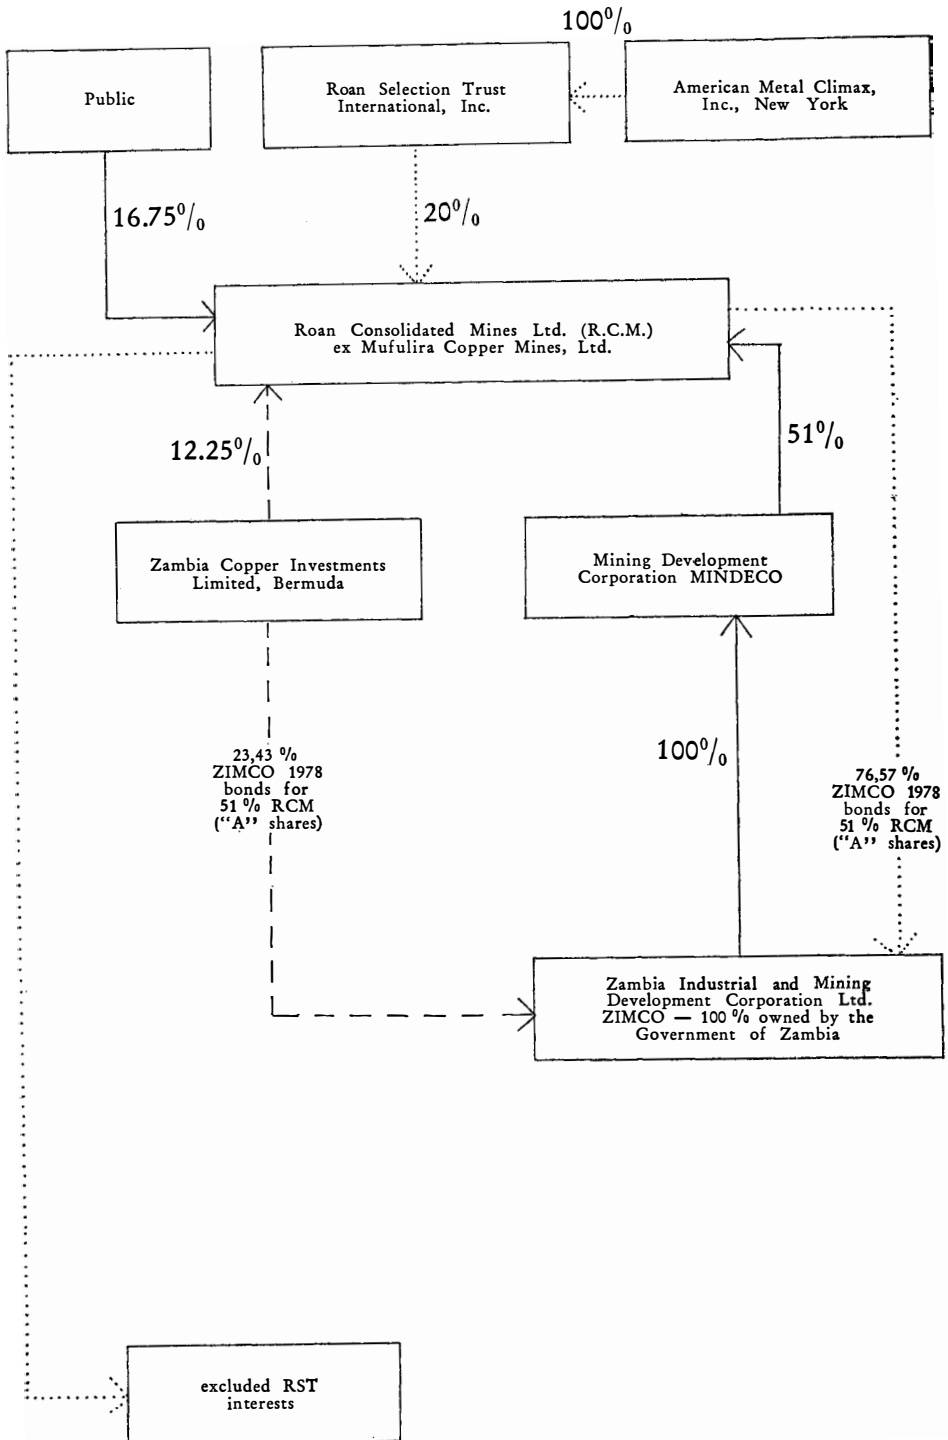 100%
Public
Roan Selection Trust
International, Inc.
American Metal Climax,
Inc., New York
16.75%
20%
Roan Consolidated Mines Ltd. (R.C.M.)
ex Mufulira Copper Mines, Ltd.
12.25%
51%
Zambia Copper Investments
Limited, Bermuda
Mining Development
Corporation MINDECO
23,43 %
ZIMCO 1978
bonds for
51 % RCM
("A" shares)
100%
76,57 %
ZIMCO 1978
bonds for
51 % RCM
("A" shares)
Zambia Industrial and Mining
Development Corporation Ltd.
ZIMCO — 100 % owned by the
Government of Zambia
excluded RST
interests